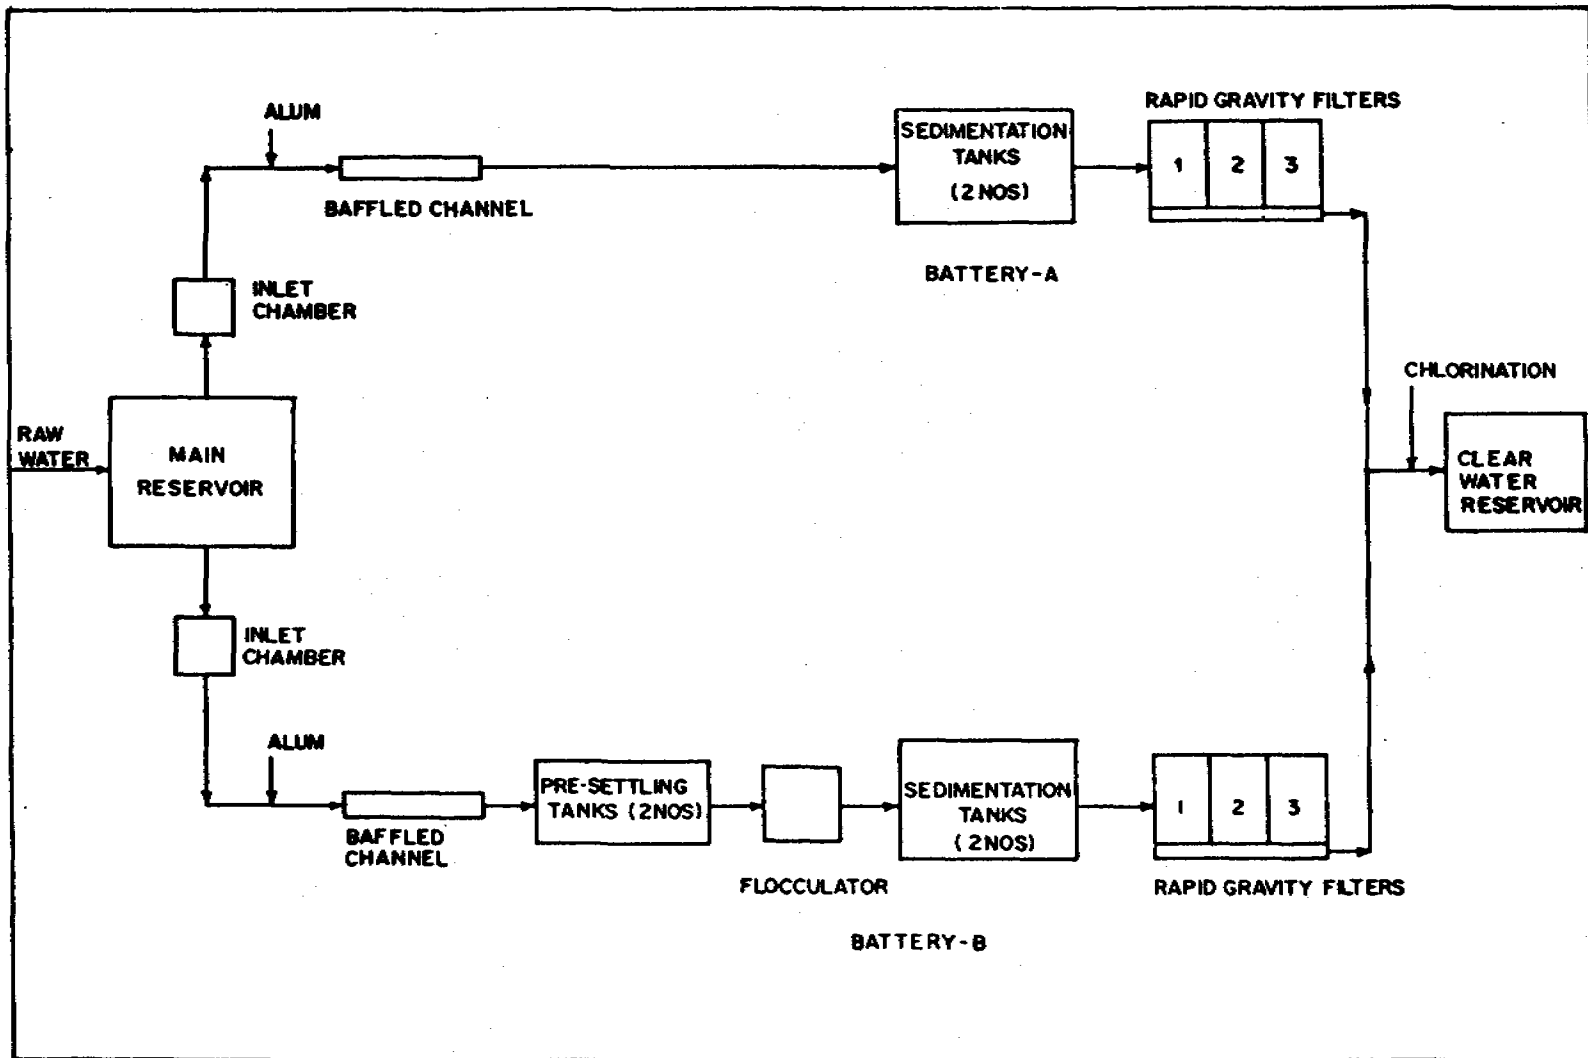 ALUM
BAFFLED CHANNEL
SEDIMENTATION
TANKS
(2 NOS)
RAPID GRAVITY FILTERS
1 2 3
BATTERY-A
INLET
CHAMBER
RAW
WATER
MAIN
RESERVOIR
CHLORINATION
CLEAR
WATER
RESERVOIR
INLET
CHAMBER
ALUM
BAFFLED
CHANNEL
PRE-SETTLING
TANKS (2NOS)
FLOCCULATOR
SEDIMENTATION
TANKS
(2NOS)
1 2 3
RAPID GRAVITY FILTERS
BATTERY-B